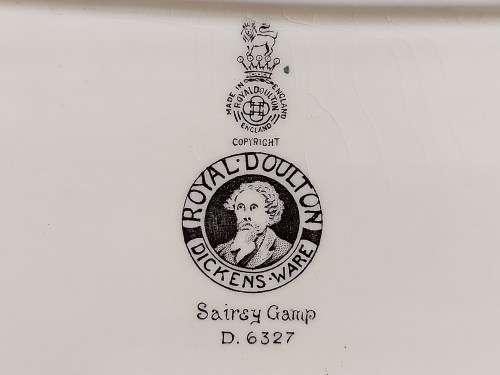 MADE IN ENGLAND
ROYAL DOULTON
ENGLAND
COPYRIGHT
ROYAL·DOULTON
DICKENS·WARE
Sairey Gamp
D. 6327